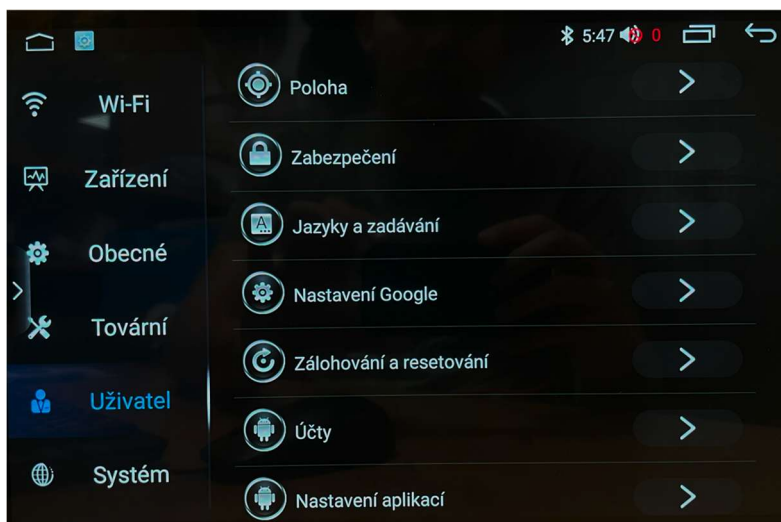 5:47 0
Wi-Fi
Zařízení
Obecné
Tovární
Uživatel
Systém
Poloha
Zabezpečení
Jazyky a zadávání
Nastavení Google
Zálohování a resetování
Účty
Nastavení aplikací